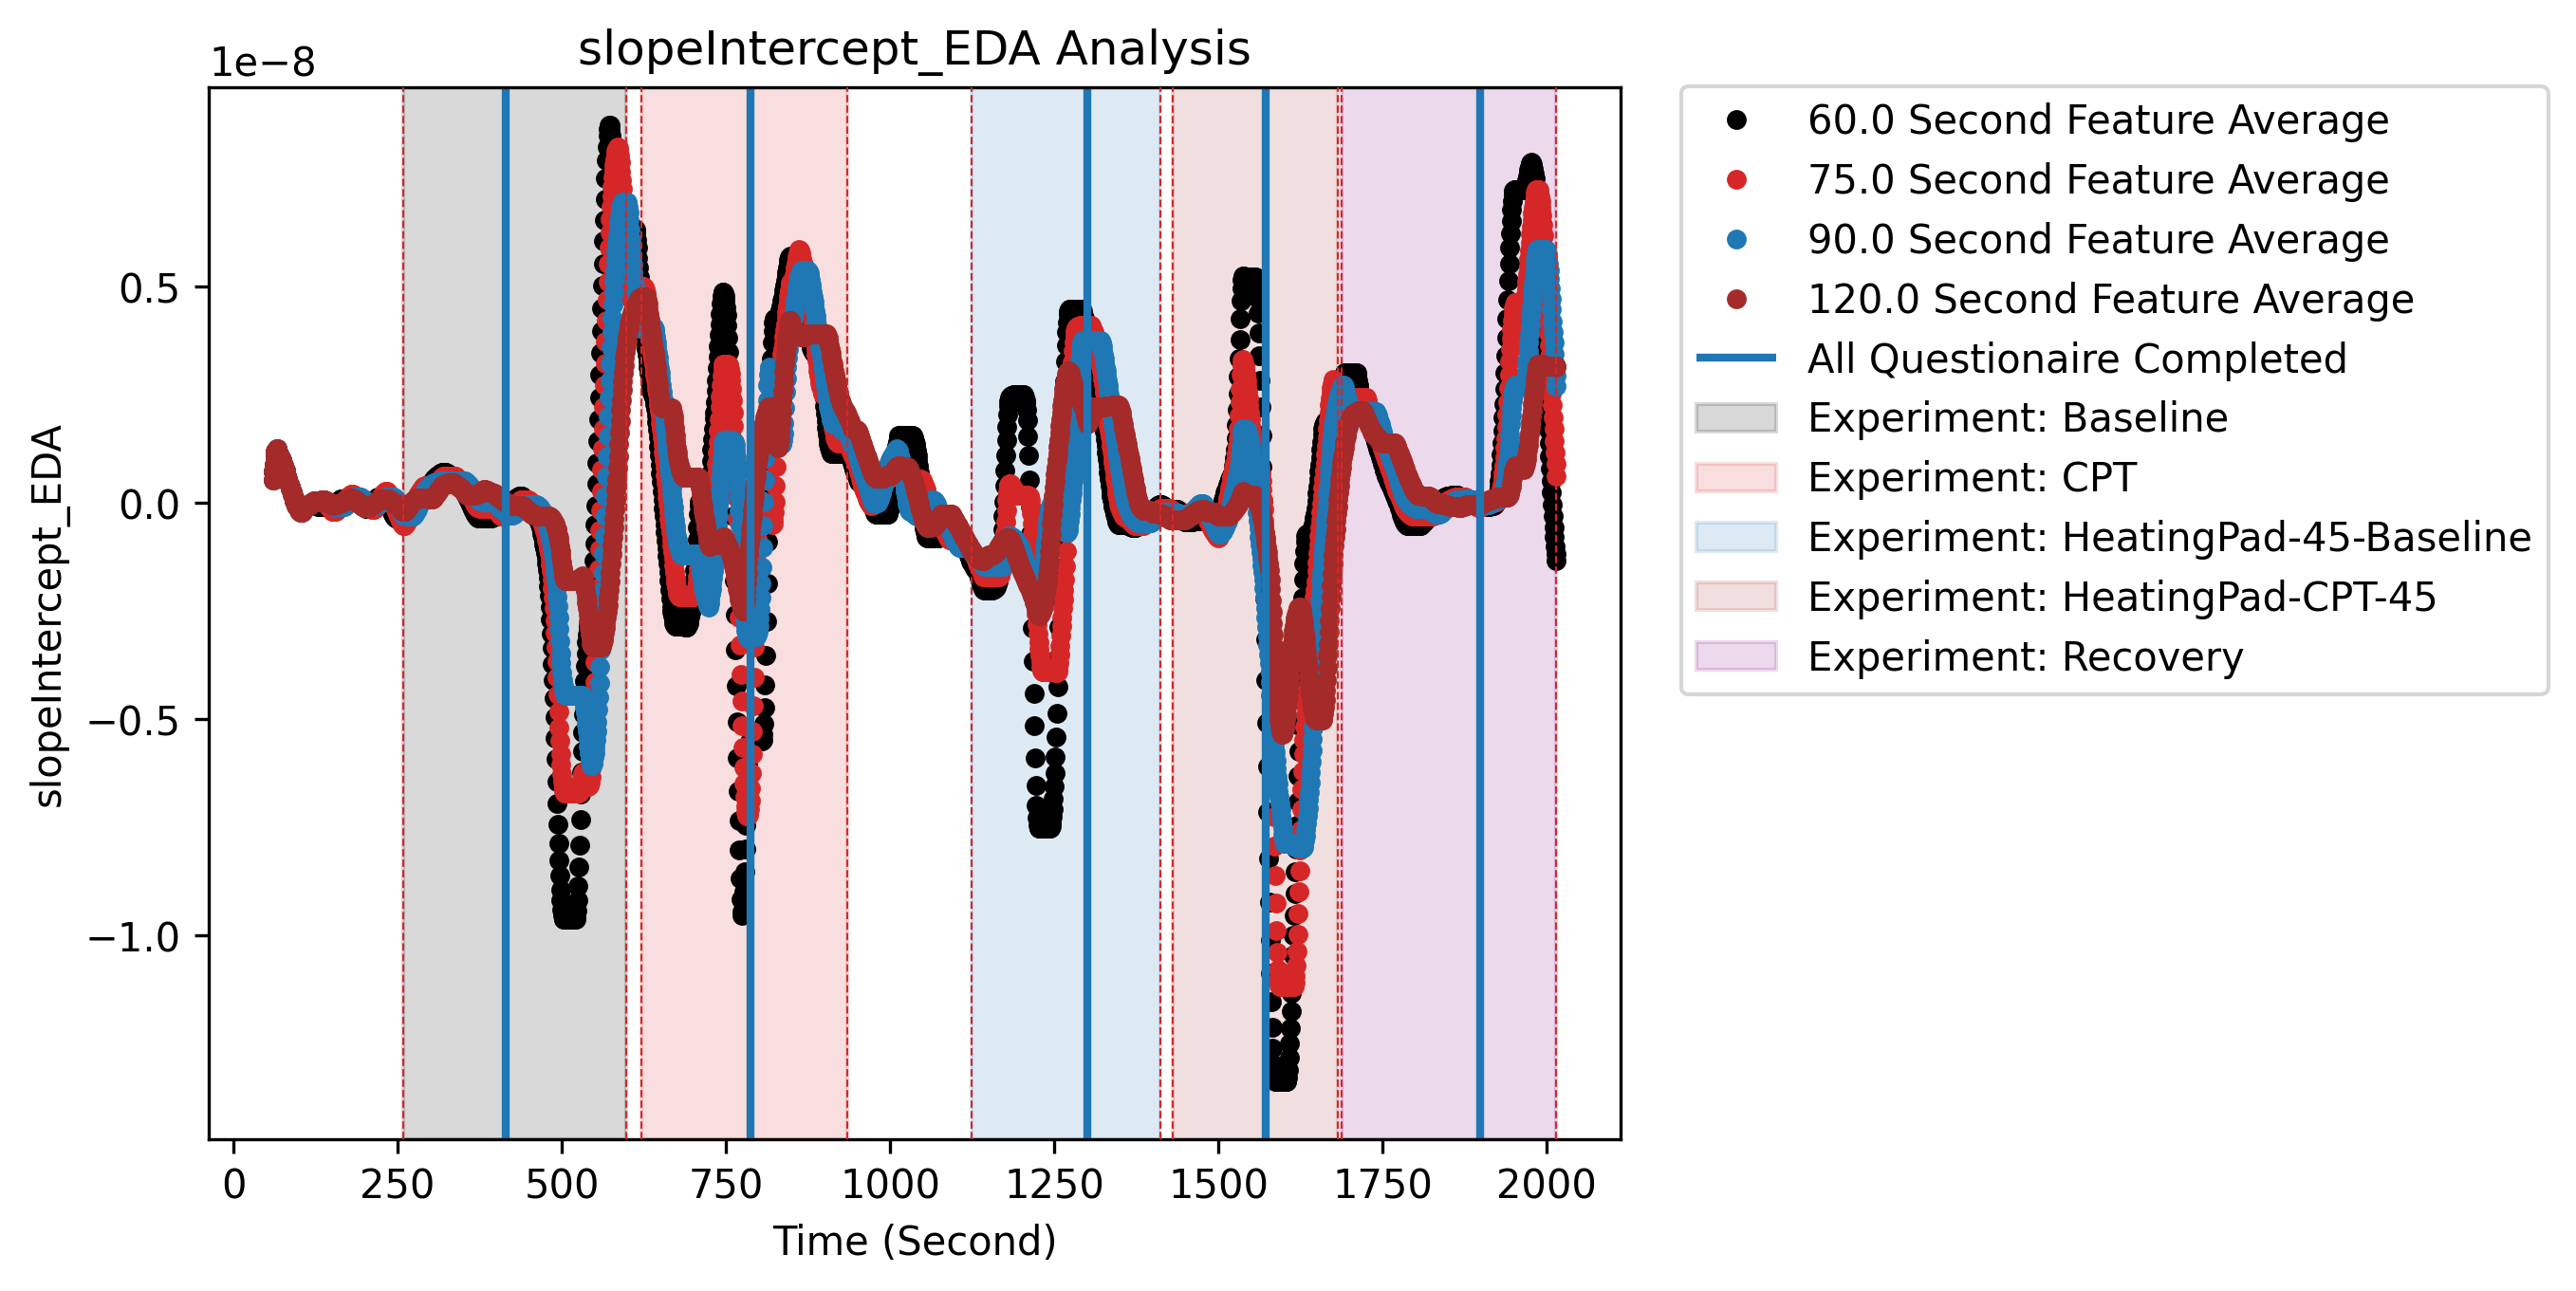 slopeIntercept_EDA Analysis
1e−8
0.5
0.0
−0.5
−1.0
slopeIntercept_EDA
0 250 500 750 1000 1250 1500 1750 2000
Time (Second)
60.0 Second Feature Average
75.0 Second Feature Average
90.0 Second Feature Average
120.0 Second Feature Average
All Questionaire Completed
Experiment: Baseline
Experiment: CPT
Experiment: HeatingPad-45-Baseline
Experiment: HeatingPad-CPT-45
Experiment: Recovery